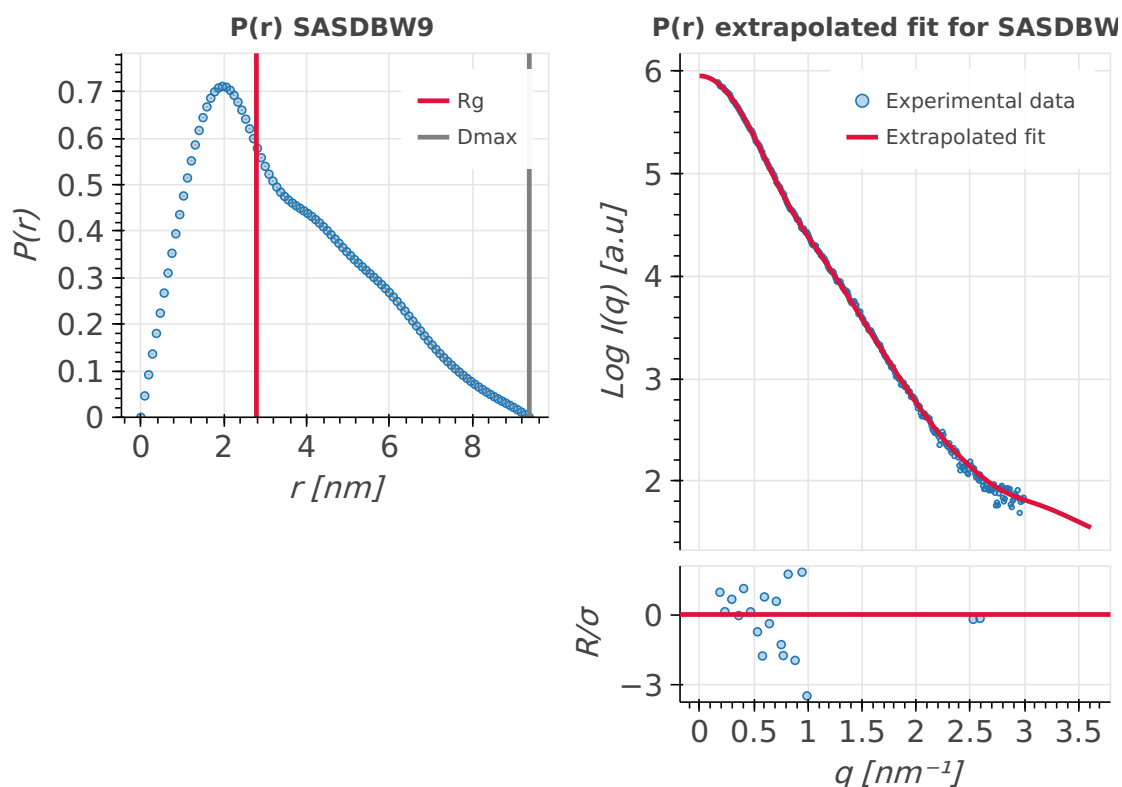 P(r) SASDBW9
0.7
0.6
0.5
0.4
0.3
0.2
0.1
0
P(r)
Rg
Dmax
0
2
4
6
8
r [nm]
P(r) extrapolated fit for SASDBW
6
5
4
3
2
Log I(q) [a.u]
Experimental data
Extrapolated fit
0
−3
R/σ
0
0.5
1
1.5
2
2.5
3
3.5
q [nm⁻¹]